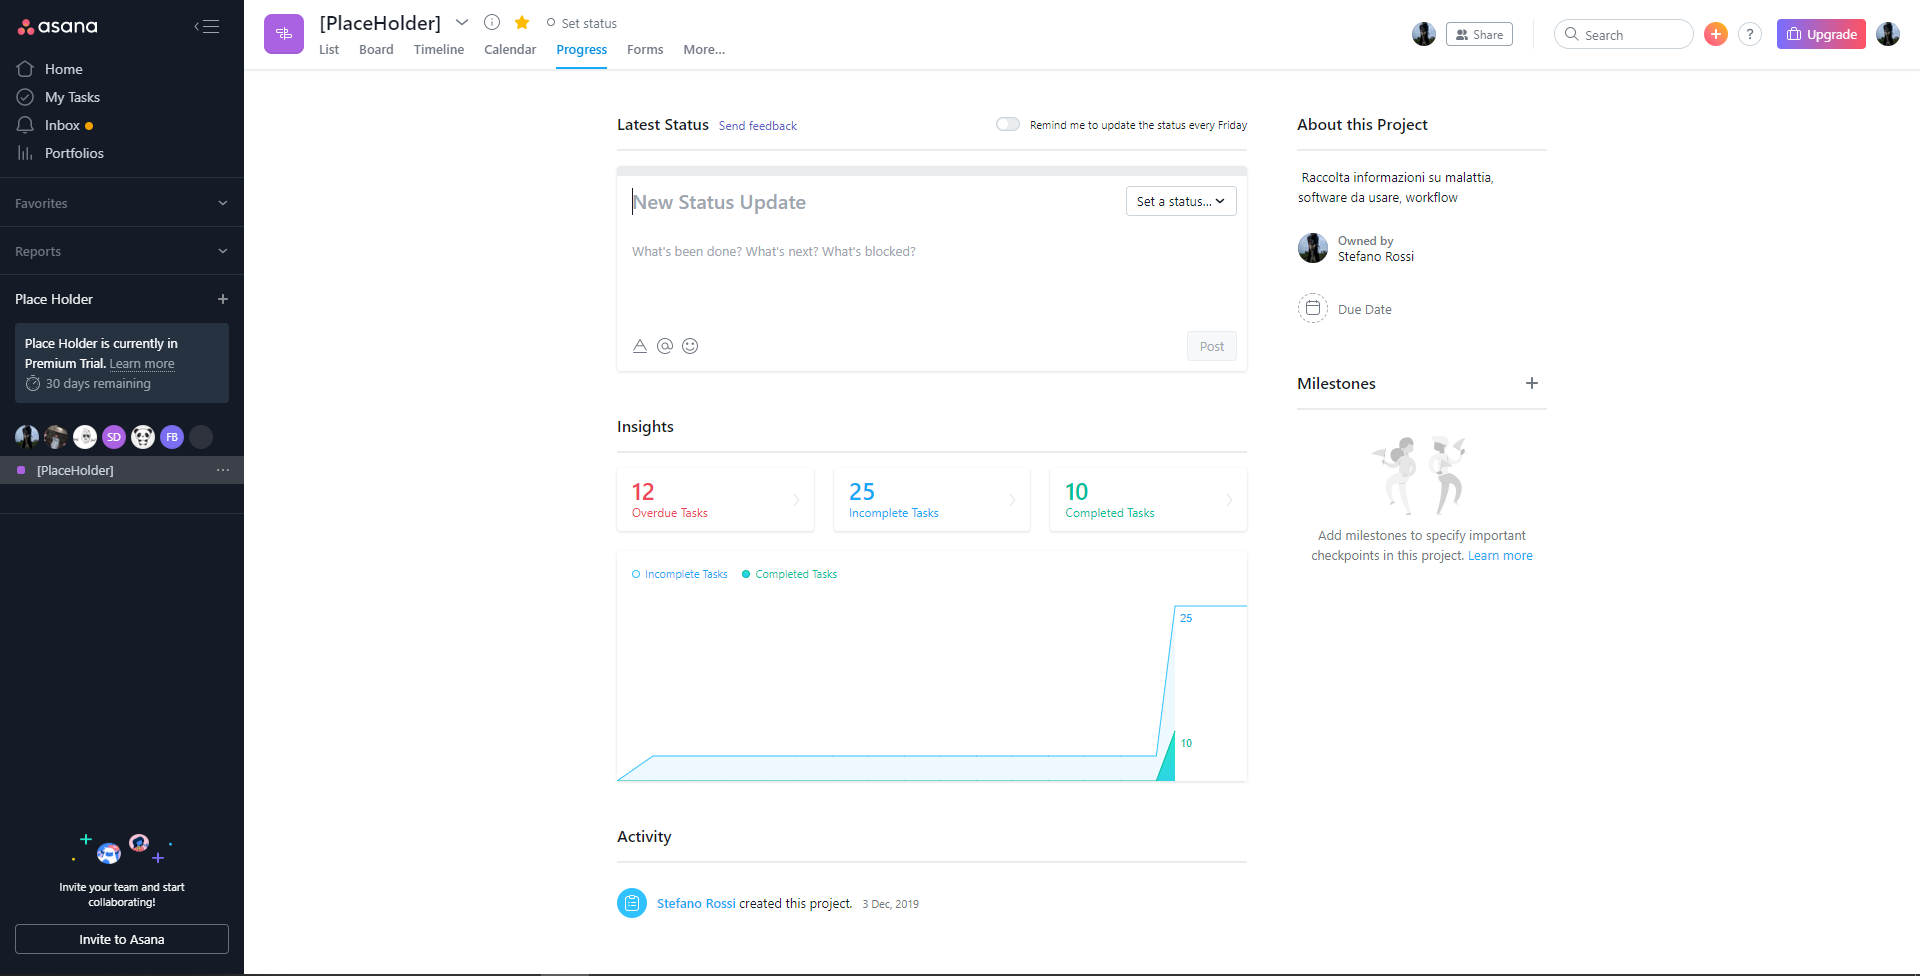 asana
Home
My Tasks
Inbox
Portfolios
Favorites
Reports
Place Holder
Place Holder is currently in
Premium Trial. Learn more
30 days remaining
SD
FB
[PlaceHolder]
Invite your team and start
collaborating!
Invite to Asana
[PlaceHolder]
Set status
List
Board
Timeline
Calendar
Progress
Forms
More...
Share
Search
?
Upgrade
Latest Status
Send feedback
Remind me to update the status every Friday
New Status Update
Set a status...
What's been done? What's next? What's blocked?
Post
Insights
12
Overdue Tasks
25
Incomplete Tasks
10
Completed Tasks
Incomplete Tasks
Completed Tasks
25
10
Activity
Stefano Rossi created this project. 3 Dec, 2019
About this Project
Raccolta informazioni su malattia,
software da usare, workflow
Owned by
Stefano Rossi
Due Date
Milestones
Add milestones to specify important
checkpoints in this project. Learn more